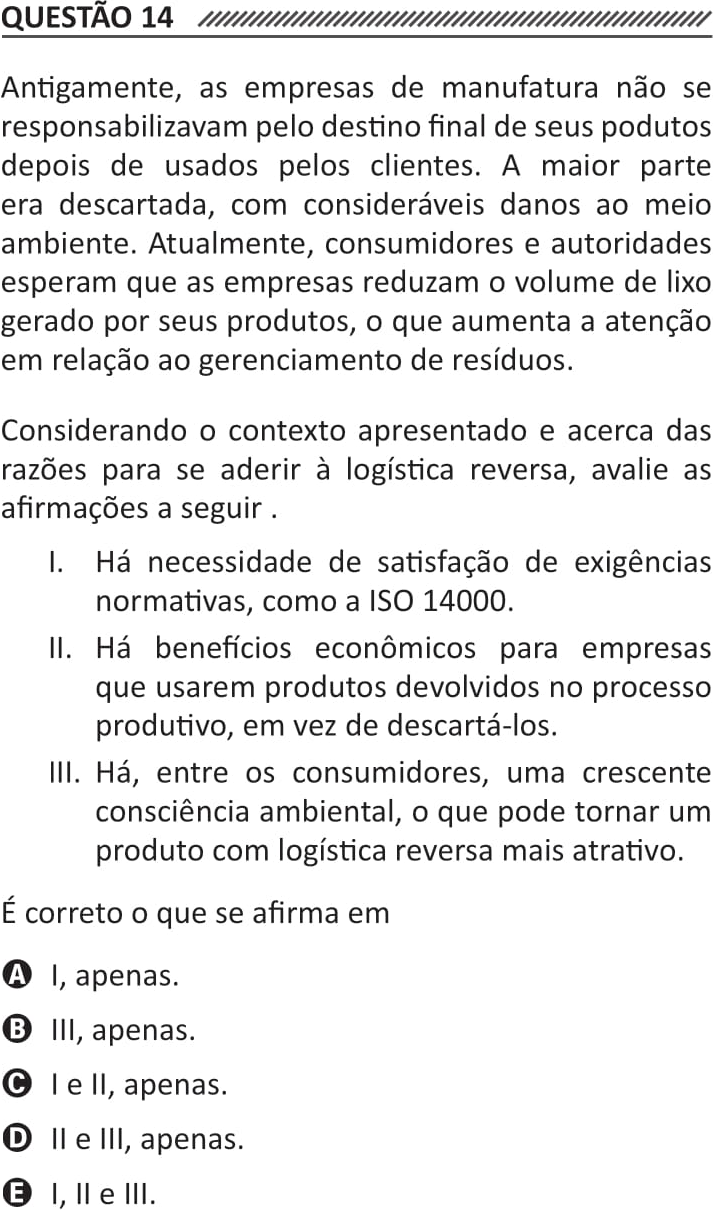 QUESTÃO 14
Antigamente, as empresas de manufatura não se
responsabilizavam pelo destino final de seus podutos
depois de usados pelos clientes. A maior parte
era descartada, com consideráveis danos ao meio
ambiente. Atualmente, consumidores e autoridades
esperam que as empresas reduzam o volume de lixo
gerado por seus produtos, o que aumenta a atenção
em relação ao gerenciamento de resíduos.
Considerando o contexto apresentado e acerca das
razões para se aderir à logística reversa, avalie as
afirmações a seguir .
I. Há necessidade de satisfação de exigências
normativas, como a ISO 14000.
II. Há benefícios econômicos para empresas
que usarem produtos devolvidos no processo
produtivo, em vez de descartá-los.
III. Há, entre os consumidores, uma crescente
consciência ambiental, o que pode tornar um
produto com logística reversa mais atrativo.
É correto o que se afirma em
A I, apenas.
B III, apenas.
C I e II, apenas.
D II e III, apenas.
E I, II e III.